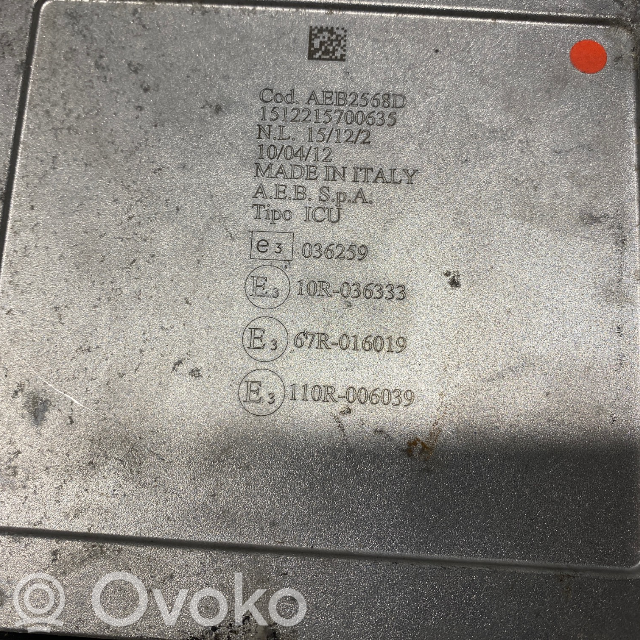 Cod. AEB2568D
1512215700635
N.L. 15/12/2
10/04/12
MADE IN ITALY
A.E.B. S.p.A.
Tipo ICU
e3 036259
E3 10R-036333
E3 67R-016019
E3 110R-006039
Ovoko